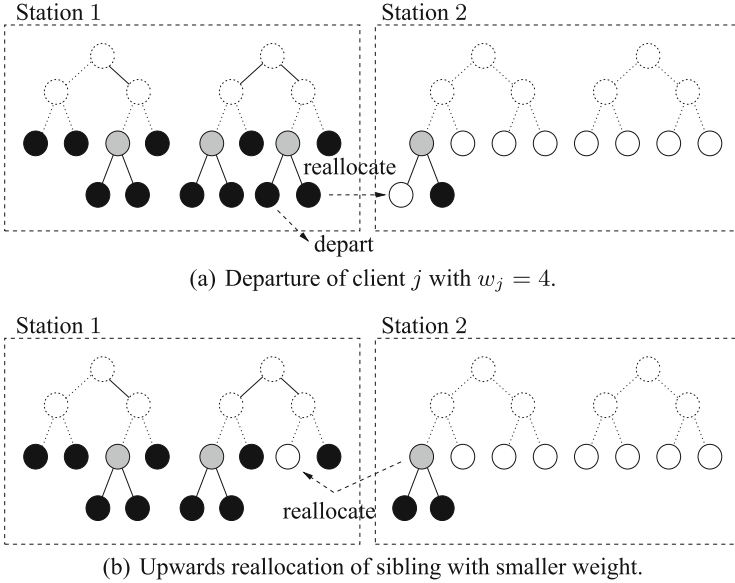 Station 1
Station 2
reallocate
depart
(a) Departure of client j with w_j = 4.
Station 1
Station 2
reallocate
(b) Upwards reallocation of sibling with smaller weight.